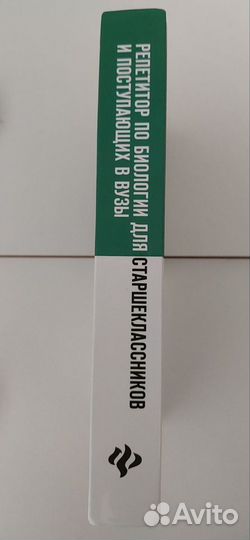 РЕПЕТИТОР ПО БИОЛОГИИ ДЛЯ СТАРШЕКЛАССНИКОВ
И ПОСТУПАЮЩИХ В ВУЗЫ
Avito